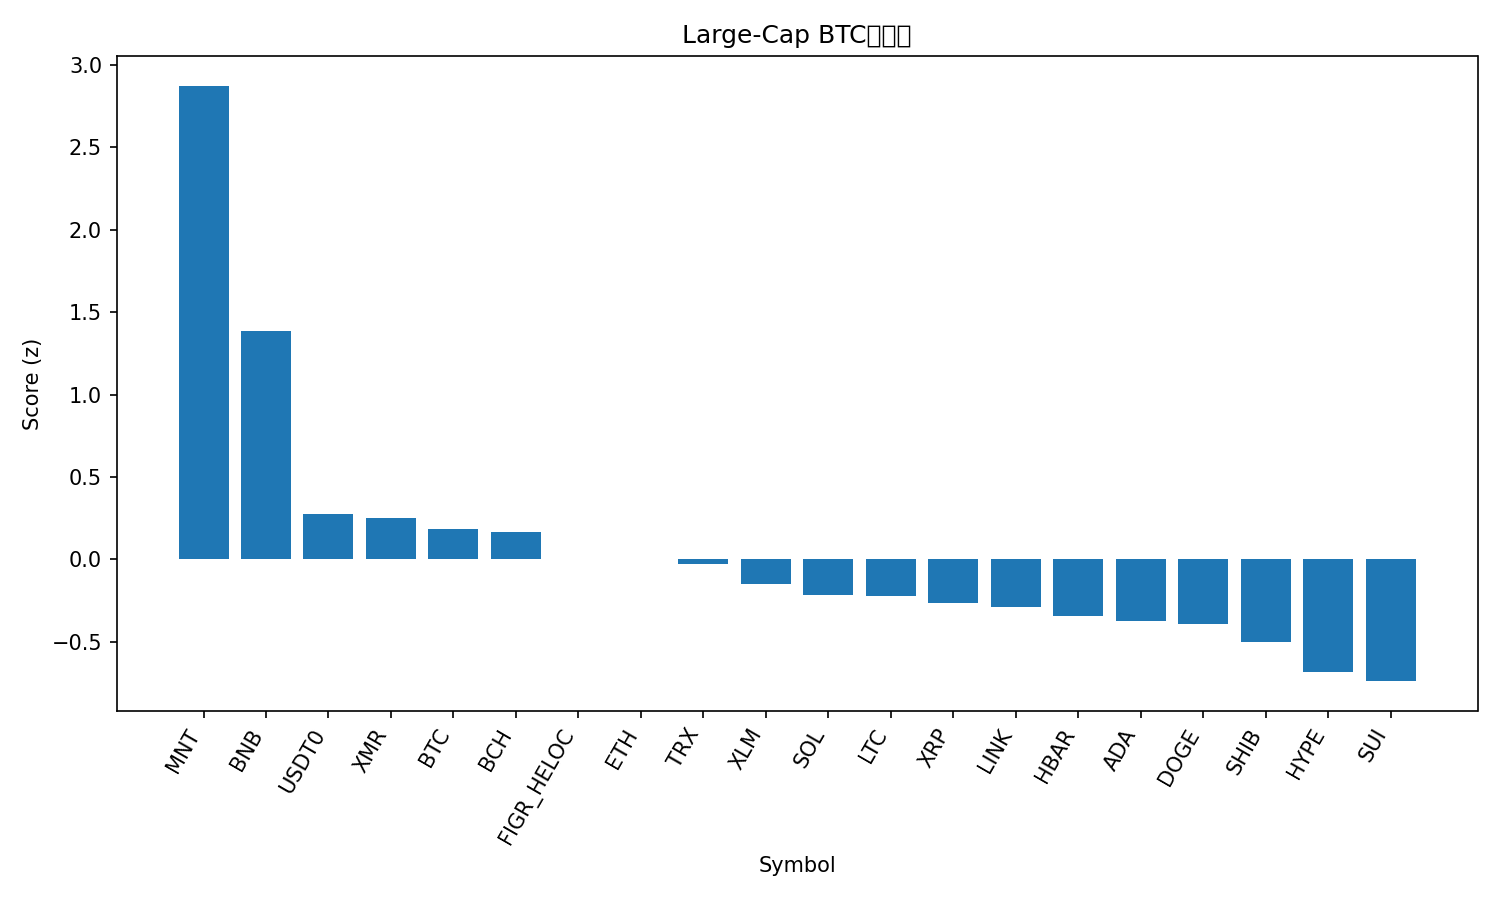 Large-Cap BTC
3.0
2.5
2.0
1.5
1.0
0.5
0.0
−0.5
Score (z)
MNT
BNB
USDT0
XMR
BTC
BCH
FIGR_HELOC
ETH
TRX
XLM
SOL
LTC
XRP
LINK
HBAR
ADA
DOGE
SHIB
HYPE
SUI
Symbol